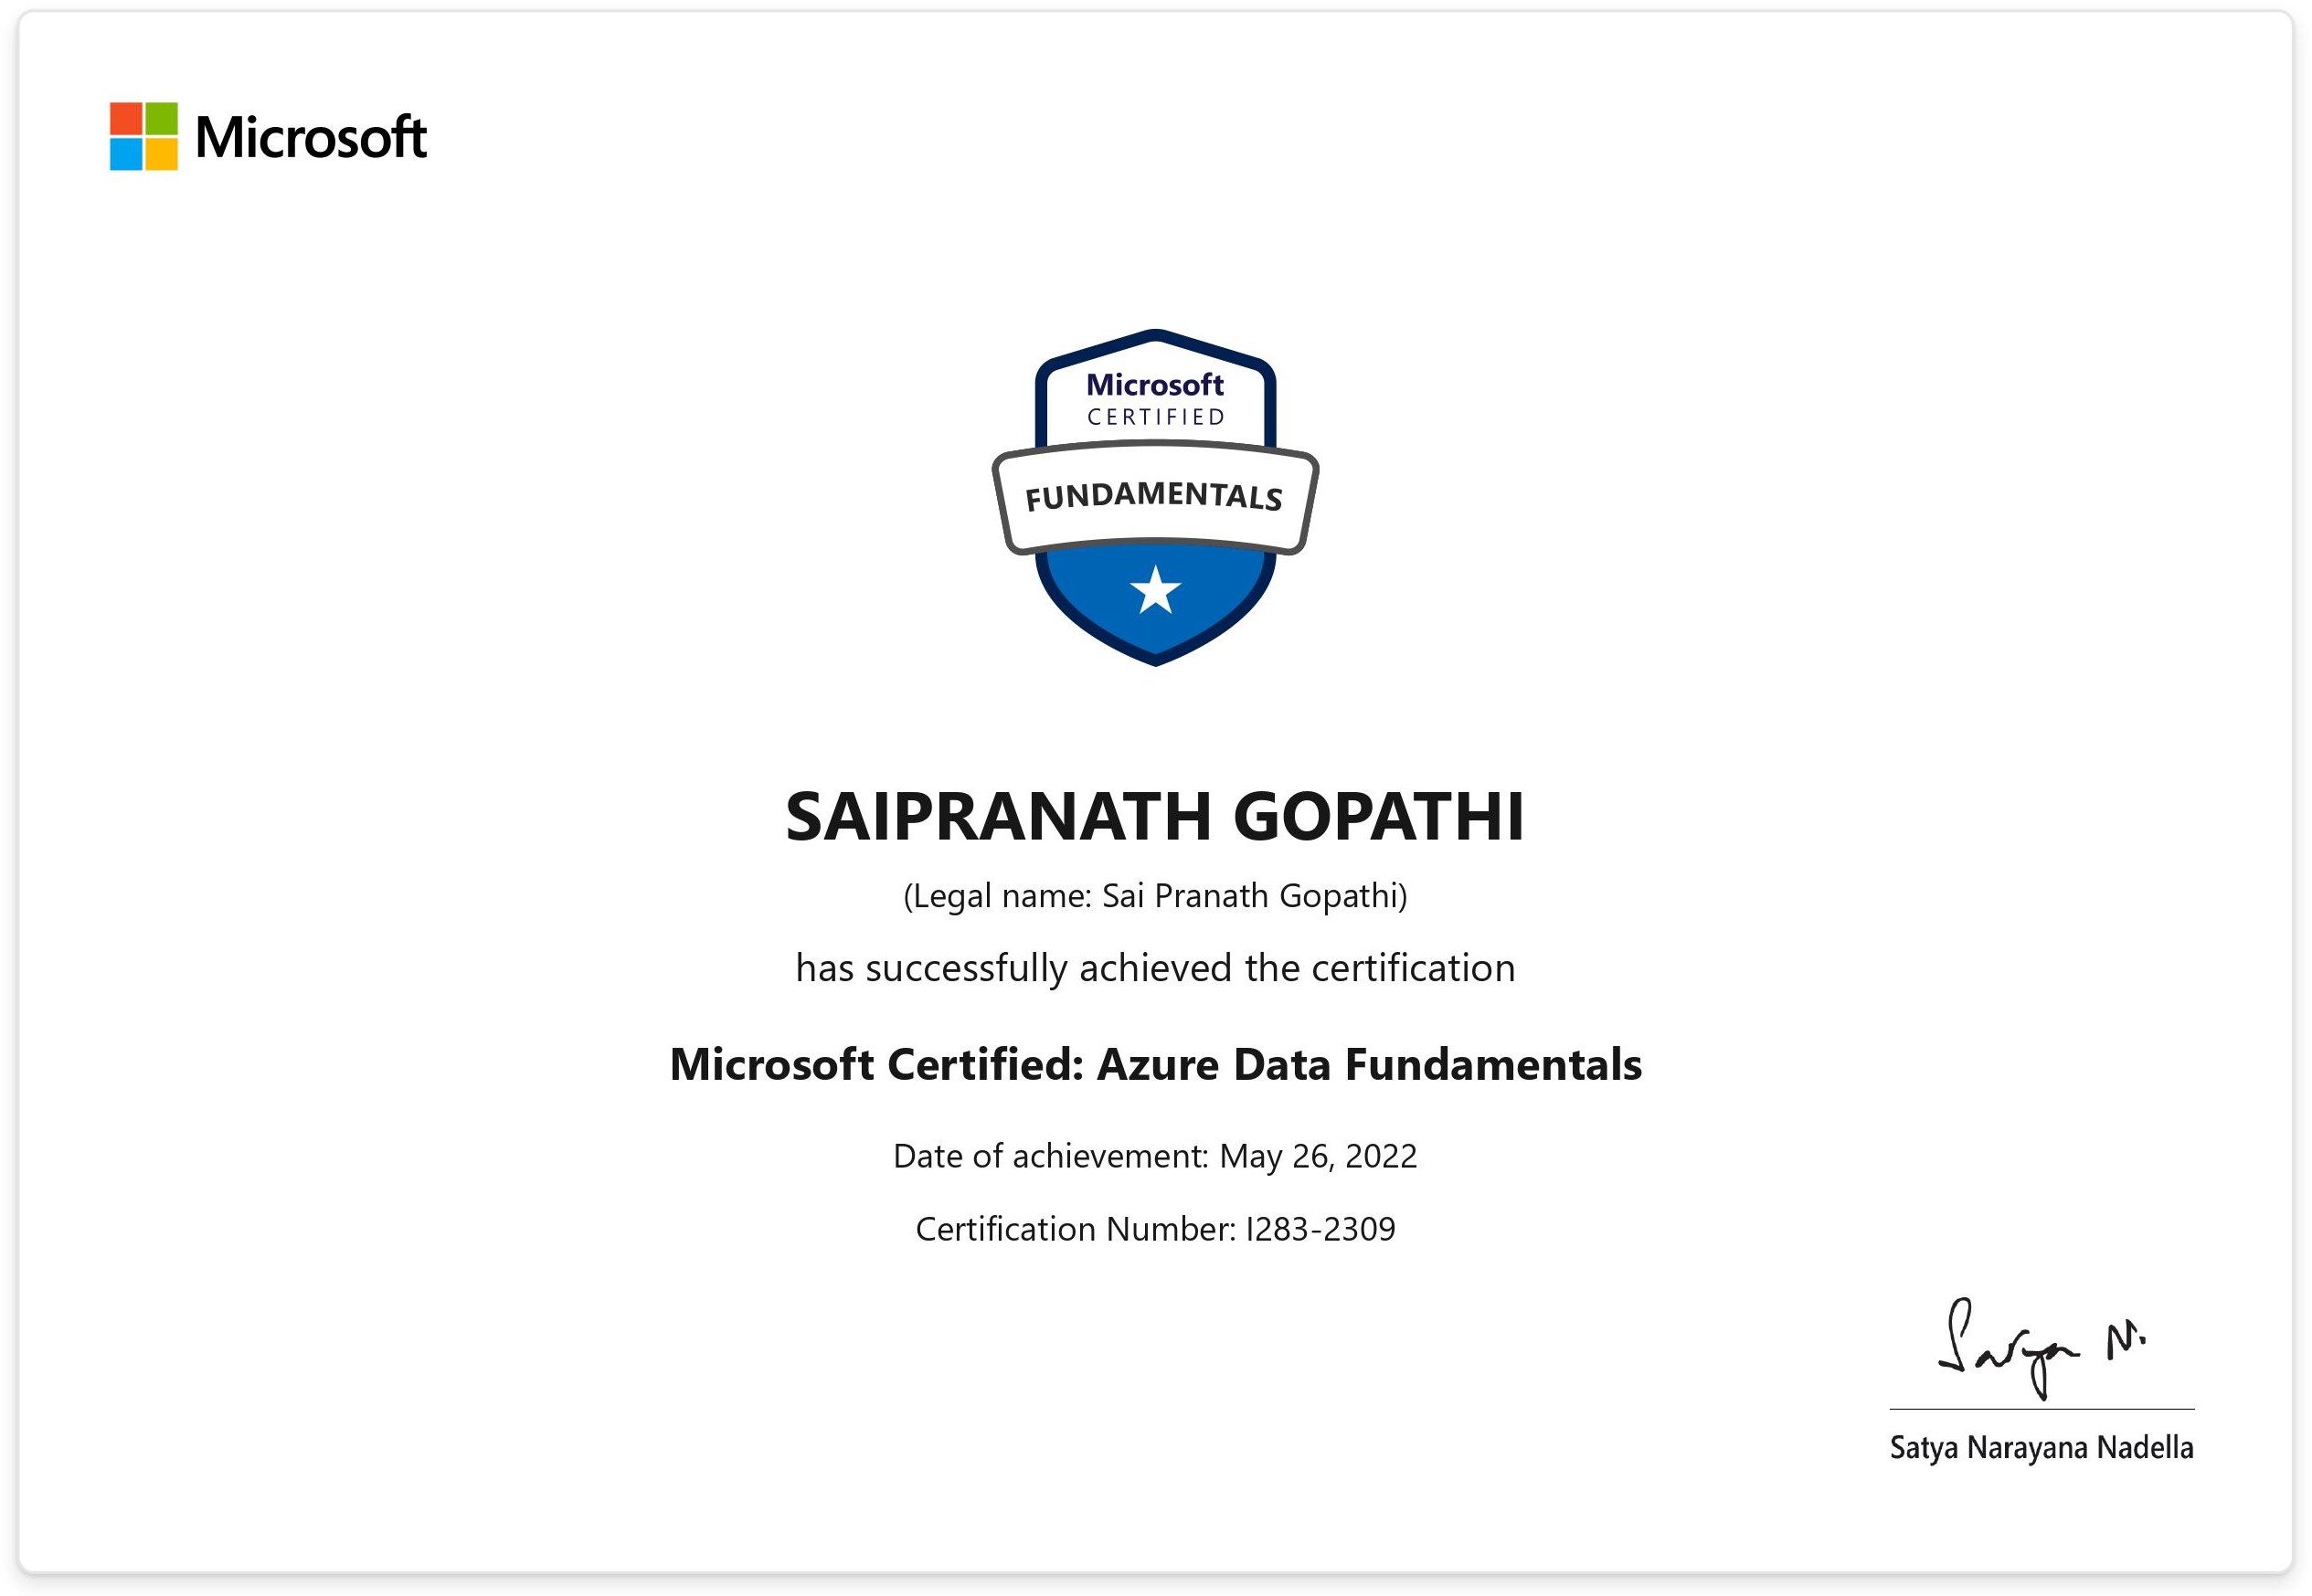 Microsoft
Microsoft
CERTIFIED
FUNDAMENTALS
SAIPRANATH GOPATHI
(Legal name: Sai Pranath Gopathi)
has successfully achieved the certification
Microsoft Certified: Azure Data Fundamentals
Date of achievement: May 26, 2022
Certification Number: I283-2309
Satya N.
Satya Narayana Nadella